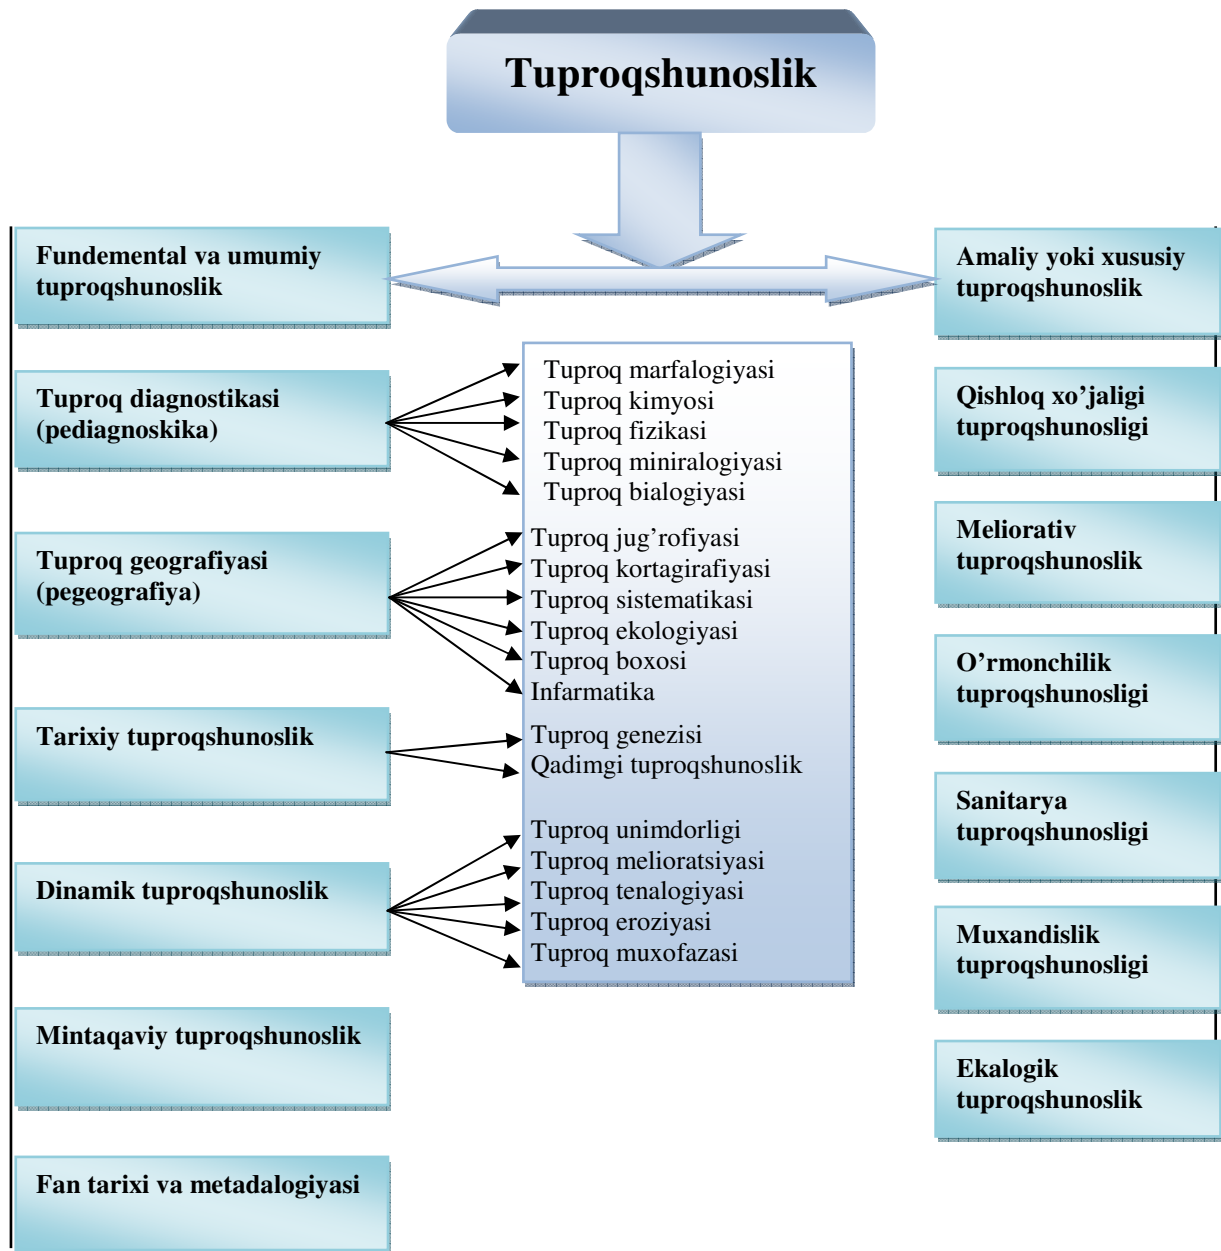 Tuproqshunoslik
Fundemental va umumiy
tuproqshunoslik
Tuproq diagnostikasi
(pediagnoskika)
Tuproq geografiyasi
(pegeografiya)
Tarixiy tuproqshunoslik
Dinamik tuproqshunoslik
Mintaqaviy tuproqshunoslik
Fan tarixi va metadalogiyasi
Tuproq marfalogiyasi
Tuproq kimyosi
Tuproq fizikasi
Tuproq miniralogiyasi
Tuproq bialogiyasi
Tuproq jug’rofiyasi
Tuproq kortagirafiyasi
Tuproq sistematikasi
Tuproq ekologiyasi
Tuproq boxosi
Infarmatika
Tuproq genezisi
Qadimgi tuproqshunoslik
Tuproq unimdorligi
Tuproq melioratsiyasi
Tuproq tenalogiyasi
Tuproq eroziyasi
Tuproq muxofazasi
Amaliy yoki xususiy
tuproqshunoslik
Qishloq xo’jaligi
tuproqshunosligi
Meliorativ
tuproqshunoslik
O’rmonchilik
tuproqshunosligi
Sanitarya
tuproqshunosligi
Muxandislik
tuproqshunosligi
Ekalogik
tuproqshunoslik